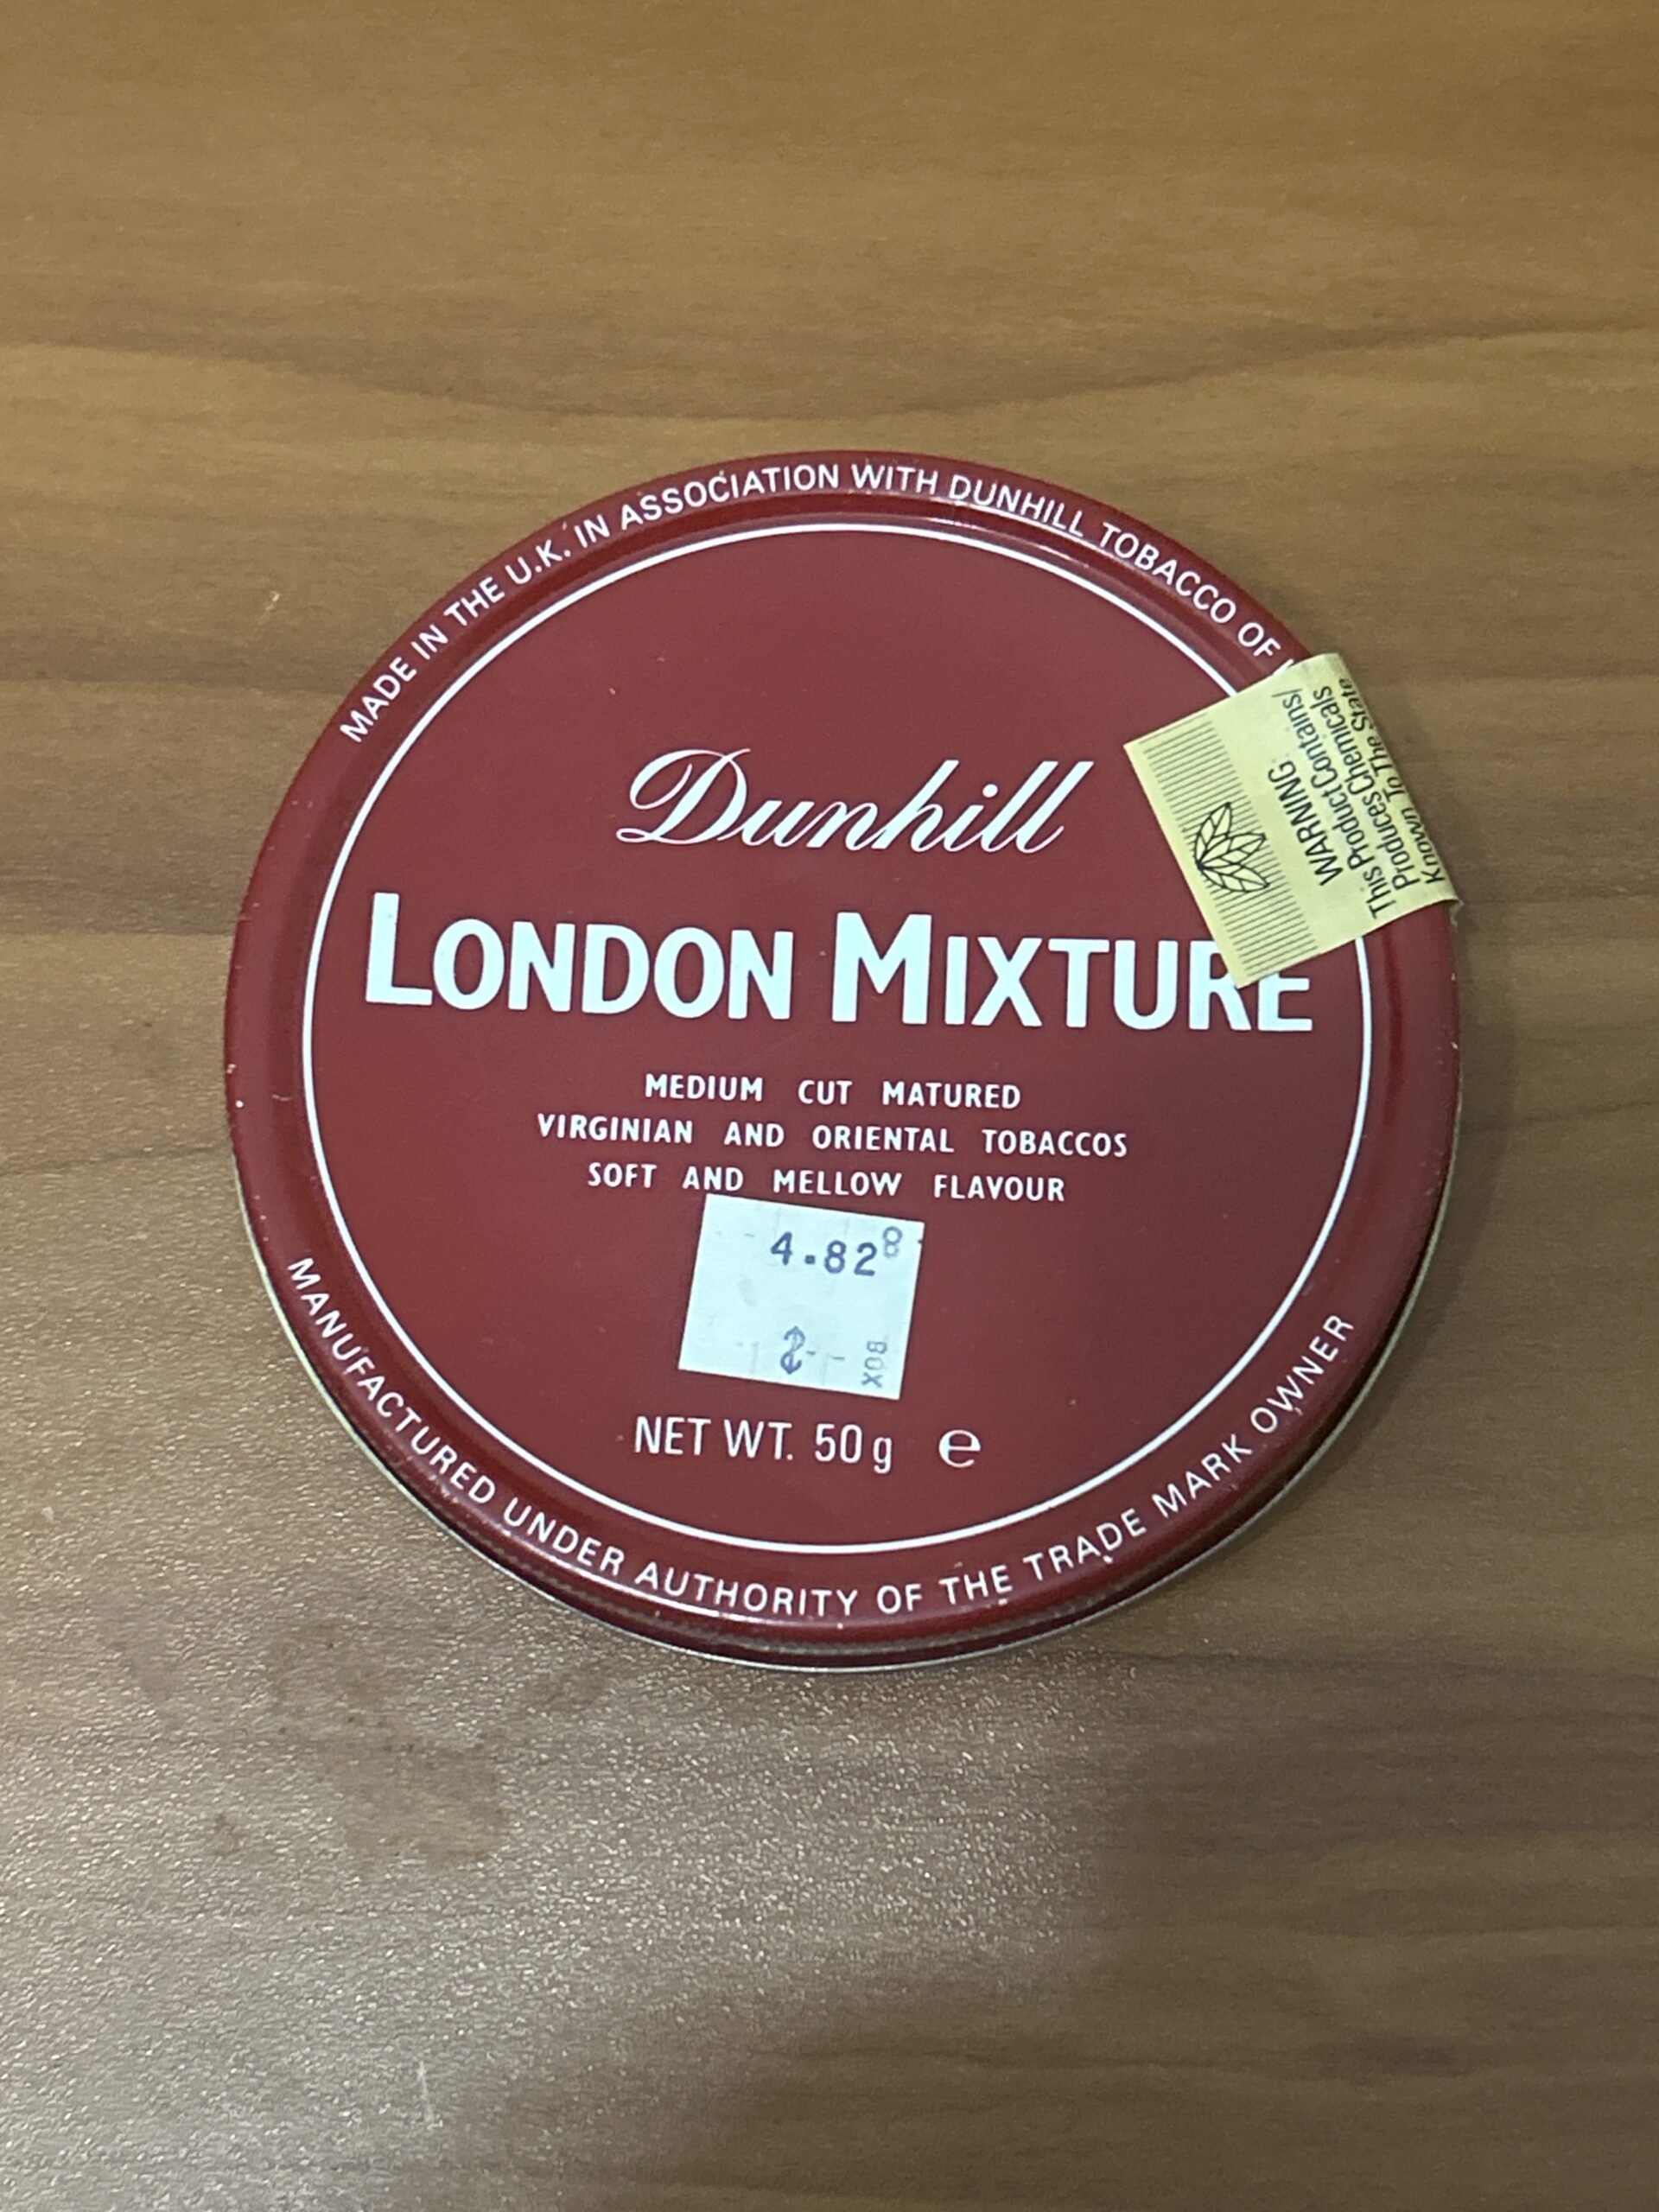 MADE IN THE U.K. IN ASSOCIATION WITH DUNHILL TOBACCO OF
WARNING:
This Product Contains/
Produces Chemicals
Known To The State
Dunhill
LONDON MIXTURE
MEDIUM CUT MATURED
VIRGINIAN AND ORIENTAL TOBACCOS
SOFT AND MELLOW FLAVOUR
4.82 8
BOX
NET WT. 50g e
MANUFACTURED UNDER AUTHORITY OF THE TRADE MARK OWNER